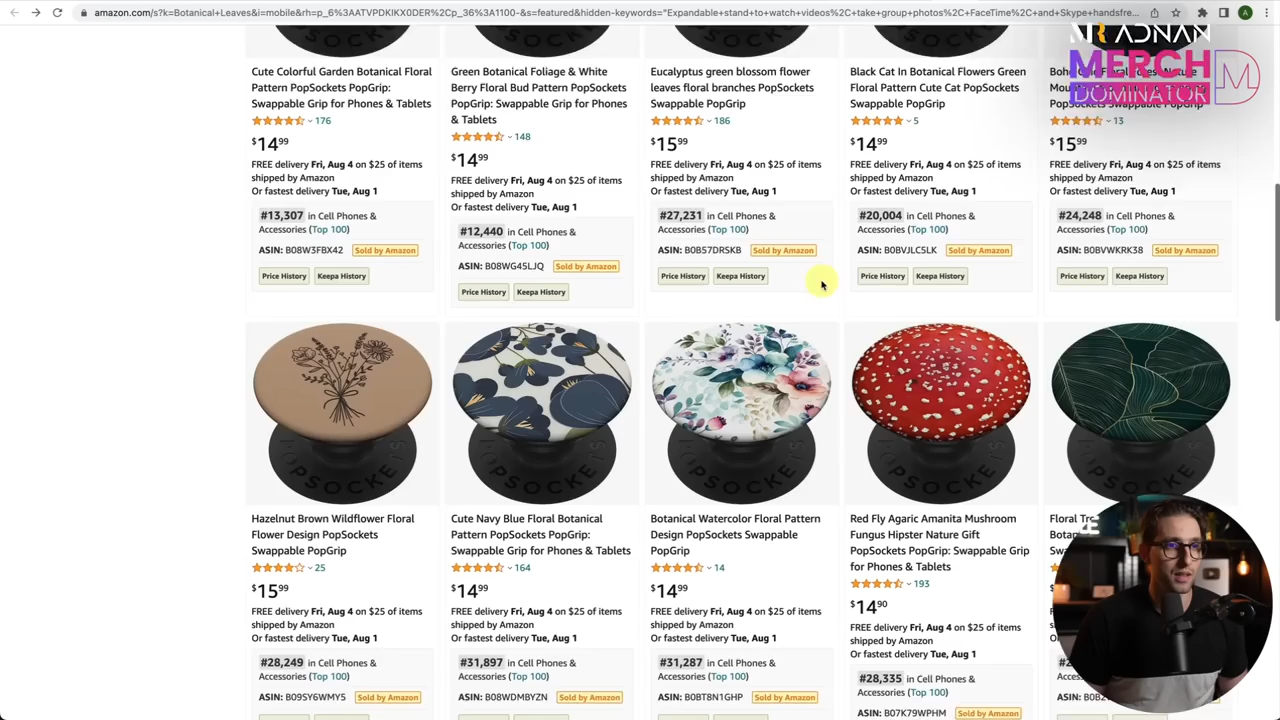 amazon.com/s?k=Botanical+Leaves&i=mobile&rh=p_6%3AATVPDKIKX0DER%2Cp_36%3A1100-&s=featured&hidden-keywords="Expandable+stand+to+watch+videos%2C+take+group+photos%2C+FaceTime%2C+and+Skype+handsfre...
A
MR ADNAN
MERCH
DOMINATOR
M
Cute Colorful Garden Botanical Floral
Pattern PopSockets PopGrip:
Swappable Grip for Phones & Tablets
176
$14 99
FREE delivery Fri, Aug 4 on $25 of items
shipped by Amazon
Or fastest delivery Tue, Aug 1
#13,307 in Cell Phones &
Accessories (Top 100)
ASIN: B08W3FBX42 Sold by Amazon
Price History Keepa History
Green Botanical Foliage & White
Berry Floral Bud Pattern PopSockets
PopGrip: Swappable Grip for Phones
& Tablets
148
$14 99
FREE delivery Fri, Aug 4 on $25 of items
shipped by Amazon
Or fastest delivery Tue, Aug 1
#12,440 in Cell Phones &
Accessories (Top 100)
ASIN: B08WG45LJQ Sold by Amazon
Price History Keepa History
Eucalyptus green blossom flower
leaves floral branches PopSockets
Swappable PopGrip
186
$15 99
FREE delivery Fri, Aug 4 on $25 of items
shipped by Amazon
Or fastest delivery Tue, Aug 1
#27,231 in Cell Phones &
Accessories (Top 100)
ASIN: B0B57DRSKB Sold by Amazon
Price History Keepa History
Black Cat In Botanical Flowers Green
Floral Pattern Cute Cat PopSockets
Swappable PopGrip
5
$14 99
FREE delivery Fri, Aug 4 on $25 of items
shipped by Amazon
Or fastest delivery Tue, Aug 1
#20,004 in Cell Phones &
Accessories (Top 100)
ASIN: B0BVJLC5LK Sold by Amazon
Price History Keepa History
Swappable PopGrip
13
$15 99
FREE delivery Fri, Aug 4 on $25 of items
shipped by Amazon
Or fastest delivery Tue, Aug 1
#24,248 in Cell Phones &
Accessories (Top 100)
ASIN: B0BVWKRK38 Sold by Amazon
Price History Keepa History
POPSOCKETS
POPSOCKETS
POPSOCKETS
POPSOCKETS
POPSOCKETS
Hazelnut Brown Wildflower Floral
Flower Design PopSockets
Swappable PopGrip
25
$15 99
FREE delivery Fri, Aug 4 on $25 of items
shipped by Amazon
Or fastest delivery Tue, Aug 1
#28,249 in Cell Phones &
Accessories (Top 100)
ASIN: B09SY6WMY5 Sold by Amazon
Cute Navy Blue Floral Botanical
Pattern PopSockets PopGrip:
Swappable Grip for Phones & Tablets
164
$14 99
FREE delivery Fri, Aug 4 on $25 of items
shipped by Amazon
Or fastest delivery Tue, Aug 1
#31,897 in Cell Phones &
Accessories (Top 100)
ASIN: B08WDMBYZN Sold by Amazon
Botanical Watercolor Floral Pattern
Design PopSockets Swappable
PopGrip
14
$14 99
FREE delivery Fri, Aug 4 on $25 of items
shipped by Amazon
Or fastest delivery Tue, Aug 1
#31,287 in Cell Phones &
Accessories (Top 100)
ASIN: B0BT8N1GHP Sold by Amazon
Red Fly Agaric Amanita Mushroom
Fungus Hipster Nature Gift
PopSockets PopGrip: Swappable Grip
for Phones & Tablets
193
$14 90
FREE delivery Fri, Aug 4 on $25 of items
shipped by Amazon
Or fastest delivery Tue, Aug 1
#28,335 in Cell Phones &
Accessories (Top 100)
ASIN: B07K79WPHM Sold by Amazon
Floral